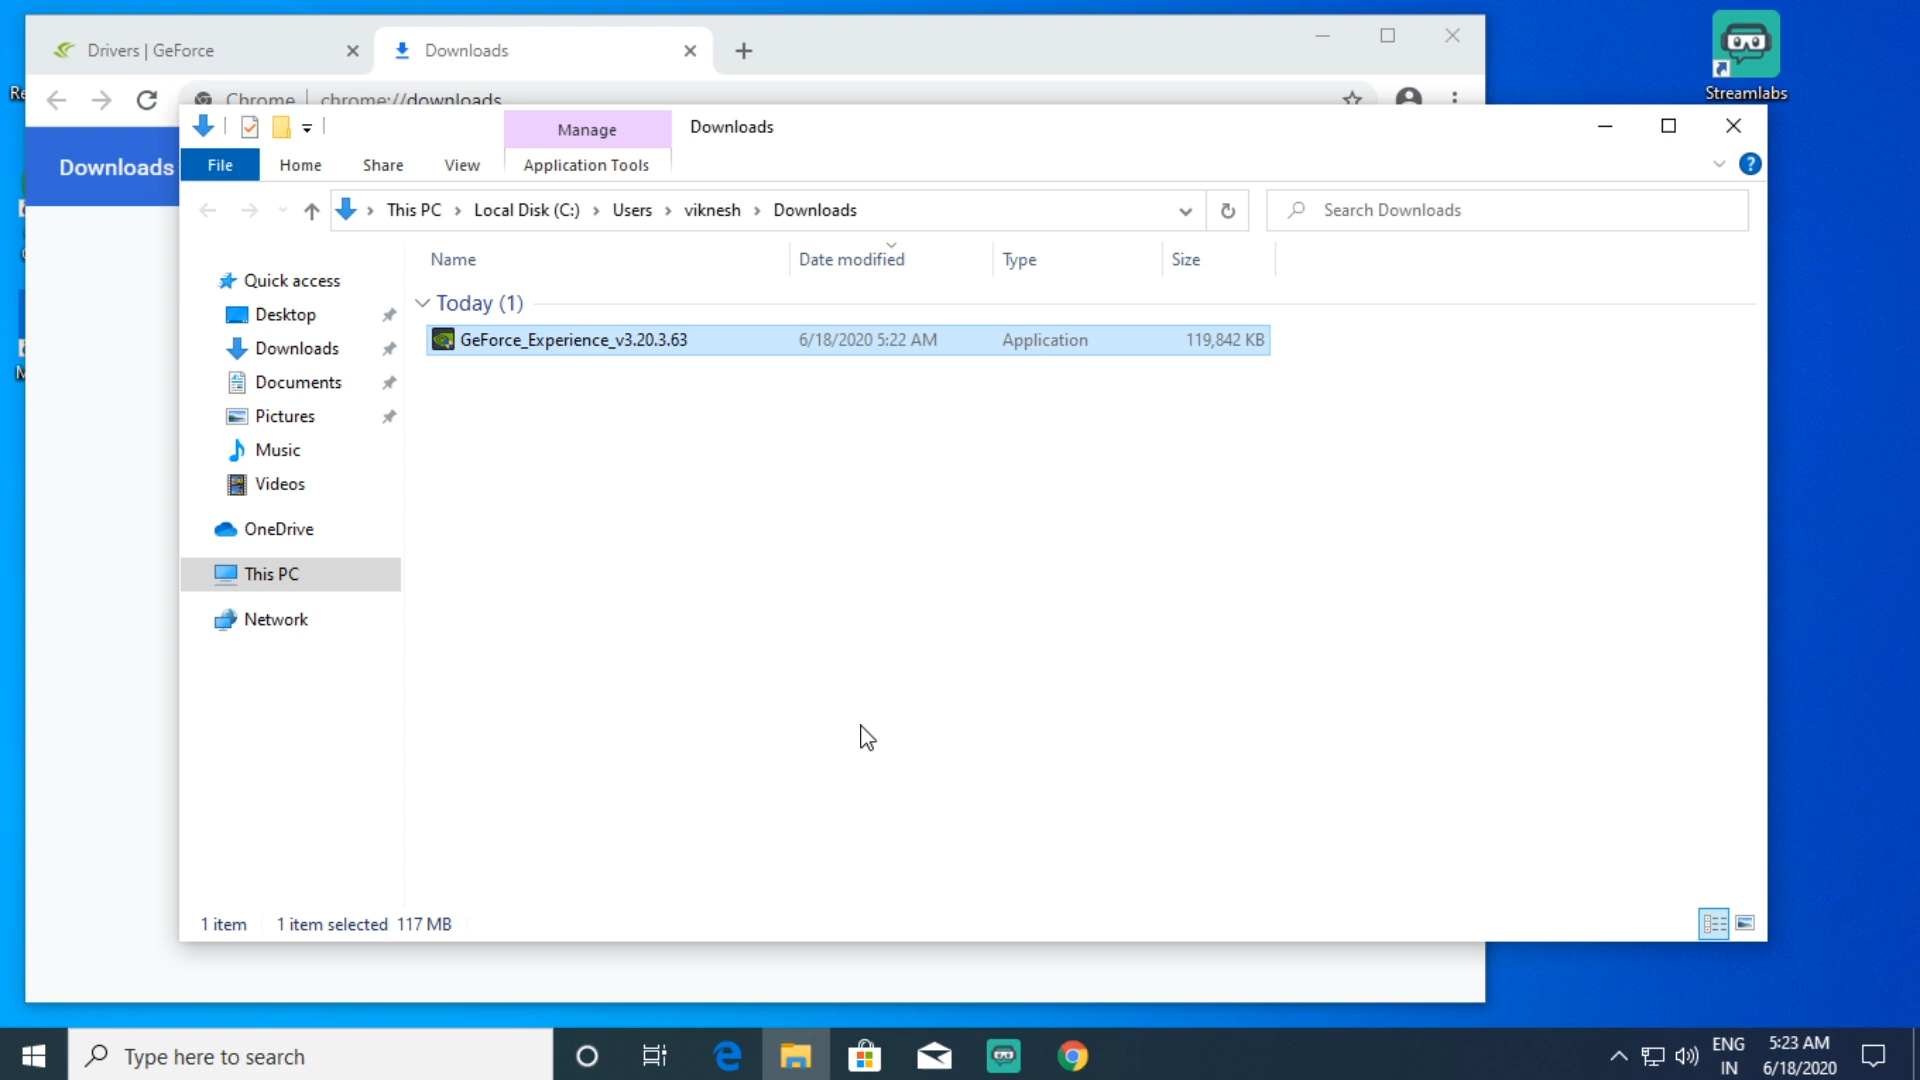 Drivers | GeForce
Downloads
Streamlabs
Chrome | chrome://downloads
Downloads
Manage
Downloads
File
Home
Share
View
Application Tools
This PC > Local Disk (C:) > Users > viknesh > Downloads
Search Downloads
Name
Date modified
Type
Size
Today (1)
GeForce_Experience_v3.20.3.63
6/18/2020 5:22 AM
Application
119,842 KB
Quick access
Desktop
Downloads
Documents
Pictures
Music
Videos
OneDrive
This PC
Network
1 item
1 item selected 117 MB
Type here to search
ENG
IN
5:23 AM
6/18/2020